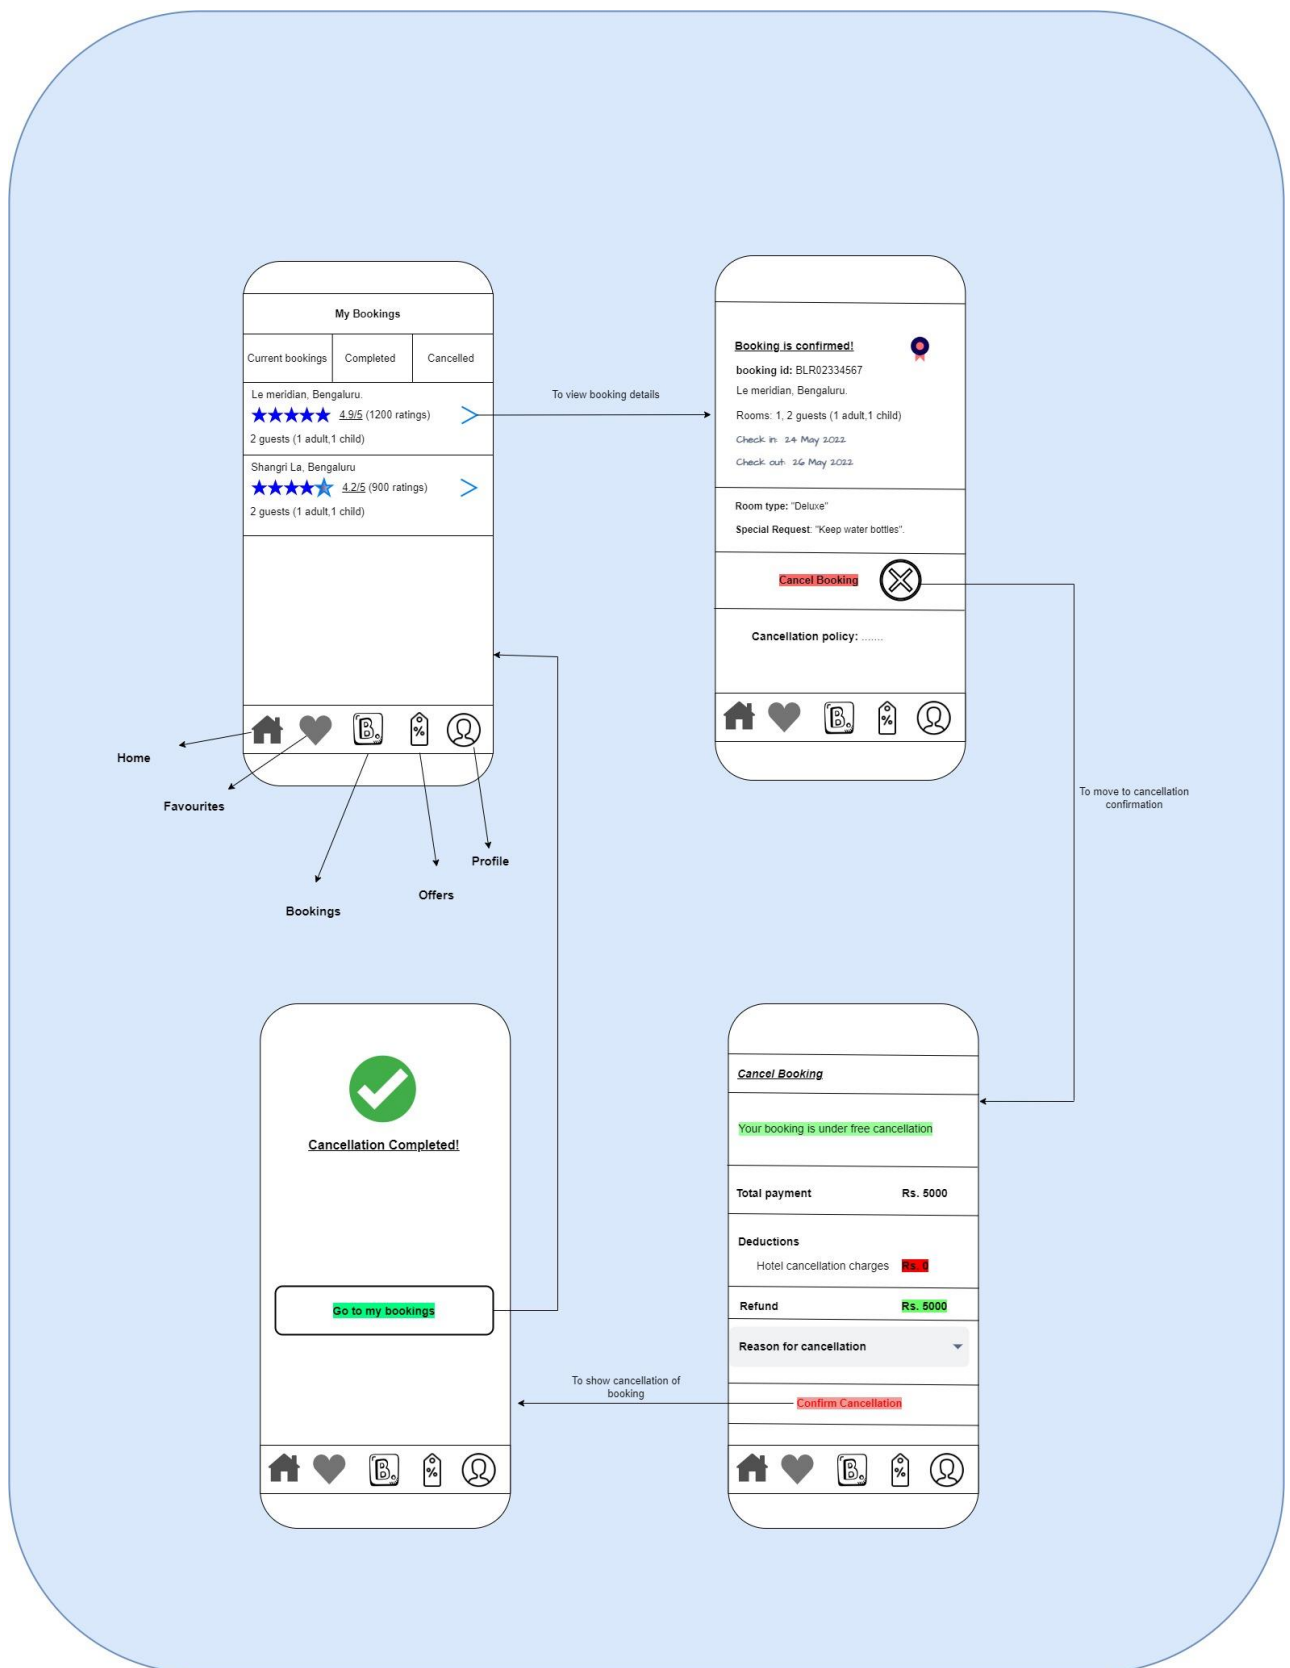 My Bookings
Current bookings Completed Cancelled
Le meridian, Bengaluru.
4.9/5 (1200 ratings)
2 guests (1 adult,1 child)
Shangri La, Bengaluru
4.2/5 (900 ratings)
2 guests (1 adult,1 child)
B.
%
Home
Favourites
Bookings
Offers
Profile
To view booking details
Booking is confirmed!
booking id: BLR02334567
Le meridian, Bengaluru.
Rooms: 1, 2 guests (1 adult,1 child)
Check in: 24 May 2022
Check out: 26 May 2022
Room type: "Deluxe"
Special Request: "Keep water bottles".
Cancel Booking
Cancellation policy: .......
B.
%
To move to cancellation
confirmation
Cancellation Completed!
Go to my bookings
B.
%
To show cancellation of
booking
Cancel Booking
Your booking is under free cancellation
Total payment Rs. 5000
Deductions
Hotel cancellation charges Rs. 0
Refund Rs. 5000
Reason for cancellation
Confirm Cancellation
B.
%